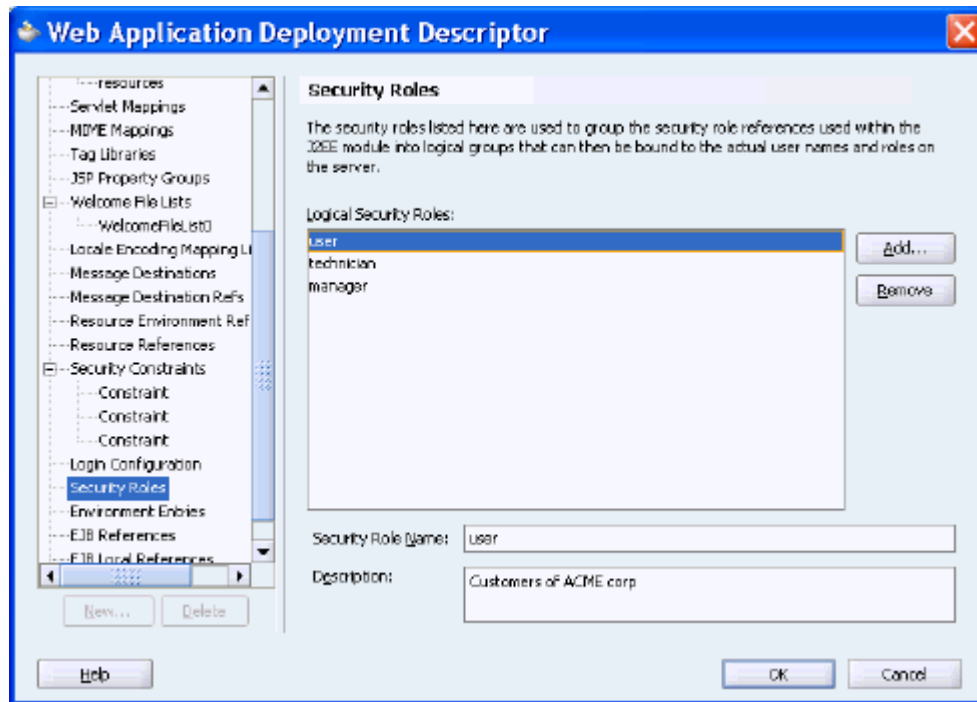 Web Application Deployment Descriptor
resources
Servlet Mappings
MIME Mappings
Tag Libraries
JSP Property Groups
Welcome File Lists
WelcomeFileList0
Locale Encoding Mapping Li
Message Destinations
Message Destination Refs
Resource Environment Ref
Resource References
Security Constraints
Constraint
Constraint
Constraint
Login Configuration
Security Roles
Environment Entries
EJB References
EJB Local References
New...
Delete
Security Roles
The security roles listed here are used to group the security role references used within the
J2EE module into logical groups that can then be bound to the actual user names and roles on
the server.
Logical Security Roles:
user
technician
manager
Add...
Remove
Security Role Name:
user
Description:
Customers of ACME corp
Help
OK
Cancel